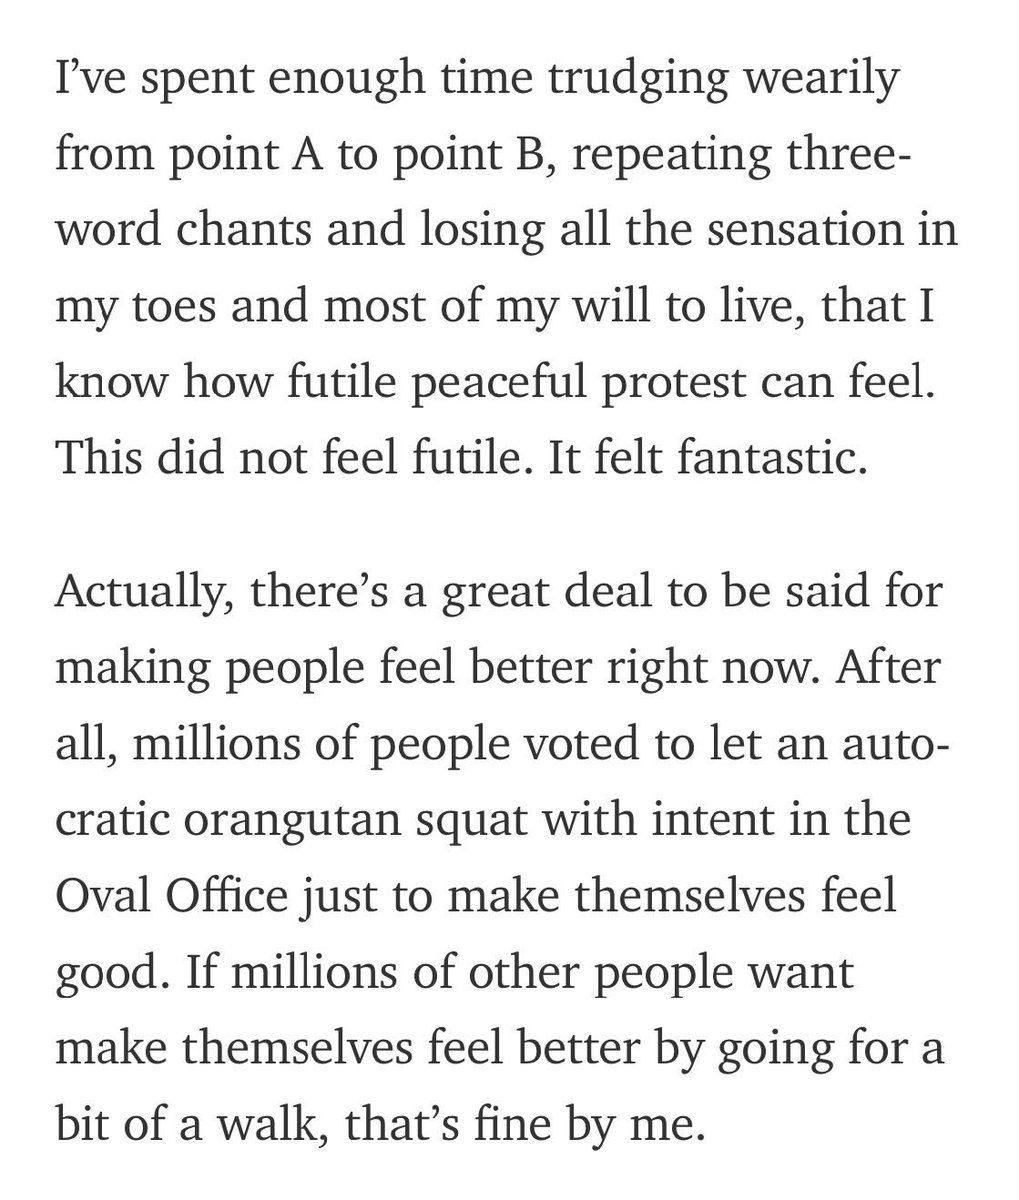 I’ve spent enough time trudging wearily
from point A to point B, repeating three-
word chants and losing all the sensation in
my toes and most of my will to live, that I
know how futile peaceful protest can feel.
This did not feel futile. It felt fantastic.
Actually, there’s a great deal to be said for
making people feel better right now. After
all, millions of people voted to let an auto-
cratic orangutan squat with intent in the
Oval Office just to make themselves feel
good. If millions of other people want
make themselves feel better by going for a
bit of a walk, that’s fine by me.